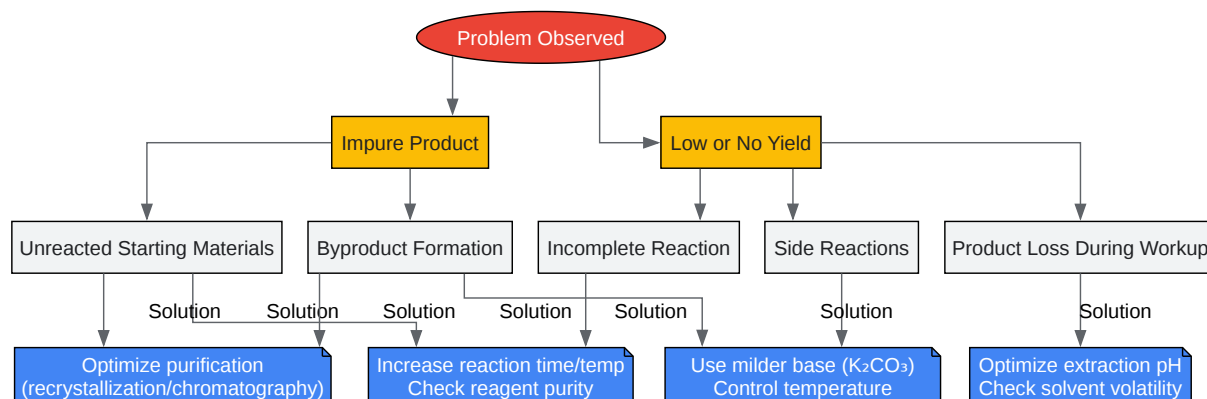 Problem Observed
Impure Product
Low or No Yield
Unreacted Starting Materials
Byproduct Formation
Incomplete Reaction
Side Reactions
Product Loss During Workup
Solution
Solution
Solution
Solution
Solution
Solution
Optimize purification
(recrystallization/chromatography)
Increase reaction time/temp
Check reagent purity
Use milder base (K₂CO₃)
Control temperature
Optimize extraction pH
Check solvent volatility